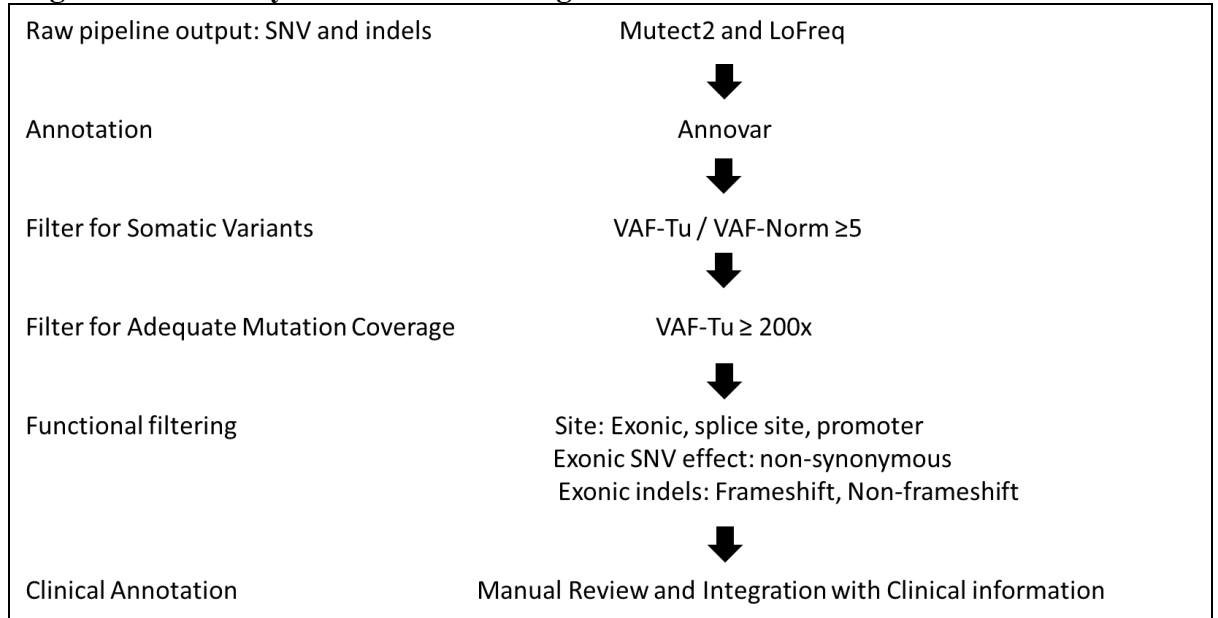 Raw pipeline output: SNV and indels Mutect2 and LoFreq
Annotation Annovar
Filter for Somatic Variants VAF-Tu / VAF-Norm ≥5
Filter for Adequate Mutation Coverage VAF-Tu ≥ 200x
Functional filtering Site: Exonic, splice site, promoter
Exonic SNV effect: non-synonymous
Exonic indels: Frameshift, Non-frameshift
Clinical Annotation Manual Review and Integration with Clinical information